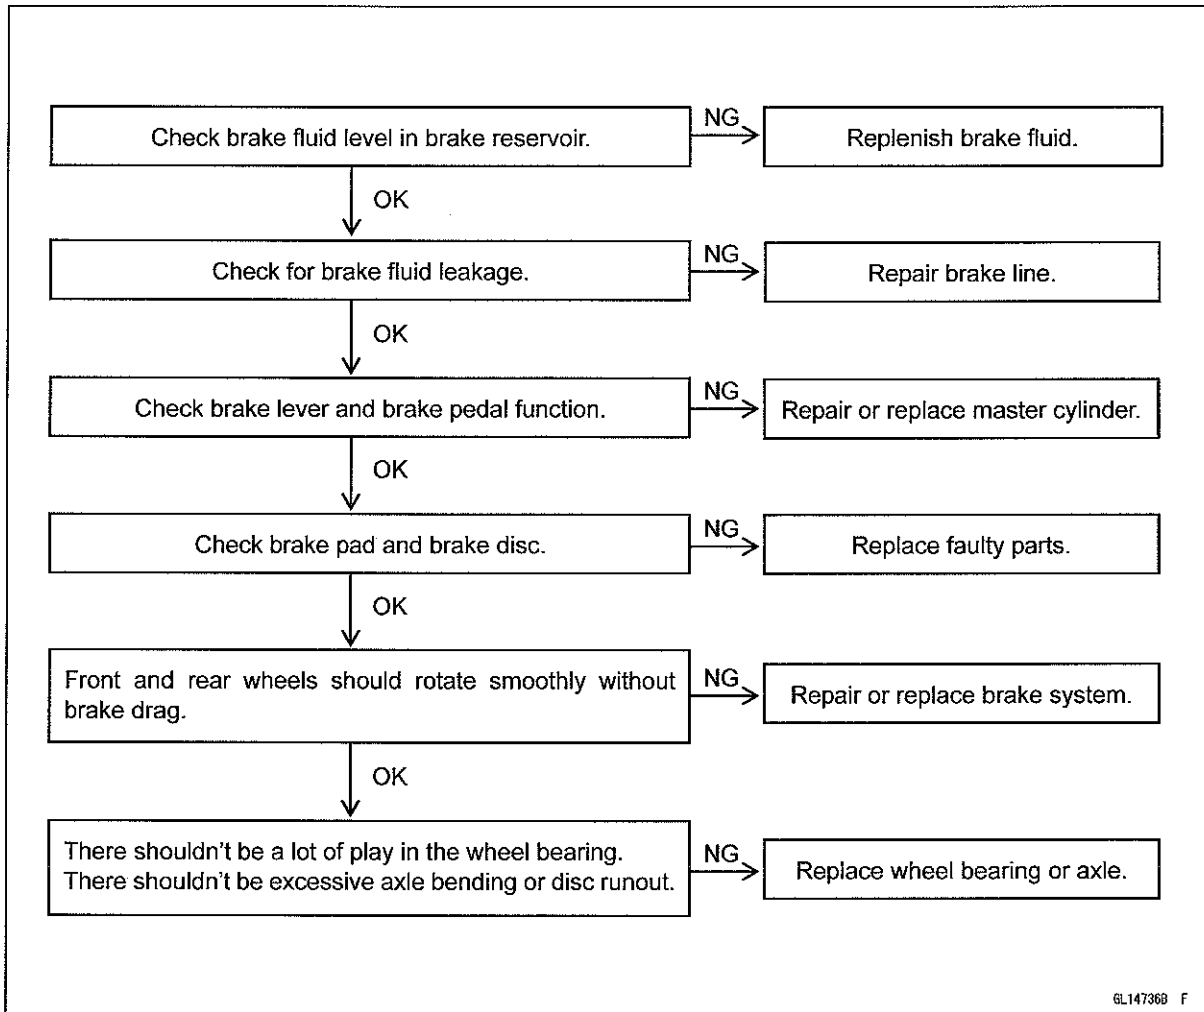 Check brake fluid level in brake reservoir.
NG
Replenish brake fluid.
OK
Check for brake fluid leakage.
NG
Repair brake line.
OK
Check brake lever and brake pedal function.
NG
Repair or replace master cylinder.
OK
Check brake pad and brake disc.
NG
Replace faulty parts.
OK
Front and rear wheels should rotate smoothly without
brake drag.
NG
Repair or replace brake system.
OK
There shouldn't be a lot of play in the wheel bearing.
There shouldn't be excessive axle bending or disc runout.
NG
Replace wheel bearing or axle.
GL14736B F